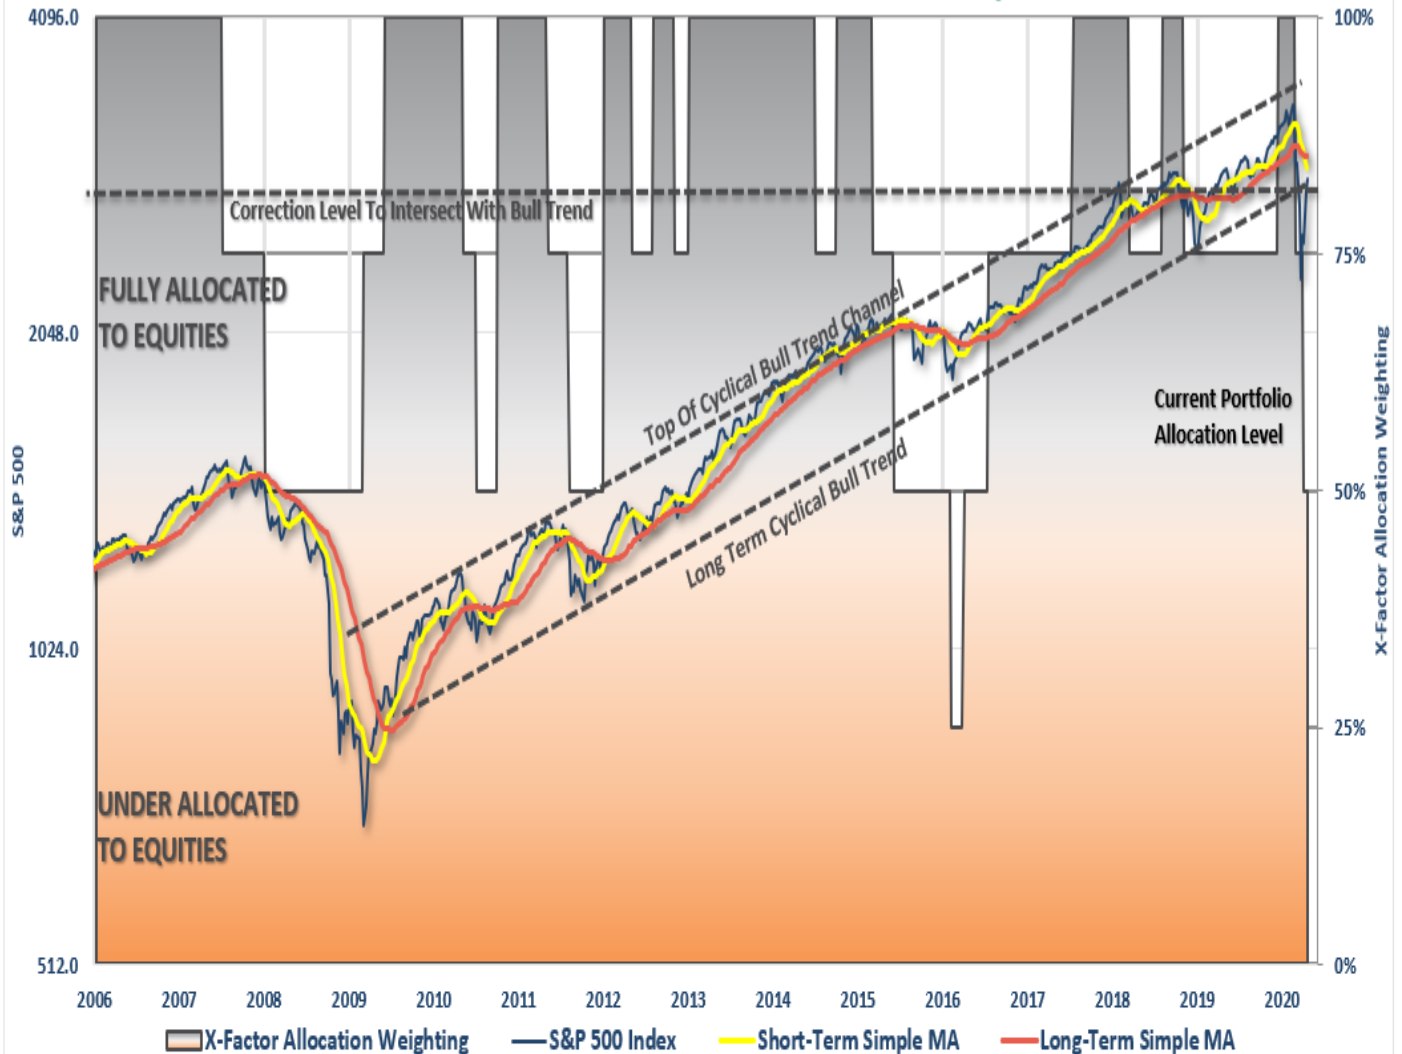 4096.0
100%
Correction Level To Intersect With Bull Trend
75%
FULLY ALLOCATED
TO EQUITIES
2048.0
Top Of Cyclical Bull Trend Channel
Current Portfolio
Allocation Level
S&P 500
X-Factor Allocation Weighting
50%
Long Term Cyclical Bull Trend
1024.0
25%
UNDER ALLOCATED
TO EQUITIES
512.0
0%
2006 2007 2008 2009 2010 2011 2012 2013 2014 2015 2016 2017 2018 2019 2020
X-Factor Allocation Weighting S&P 500 Index Short-Term Simple MA Long-Term Simple MA